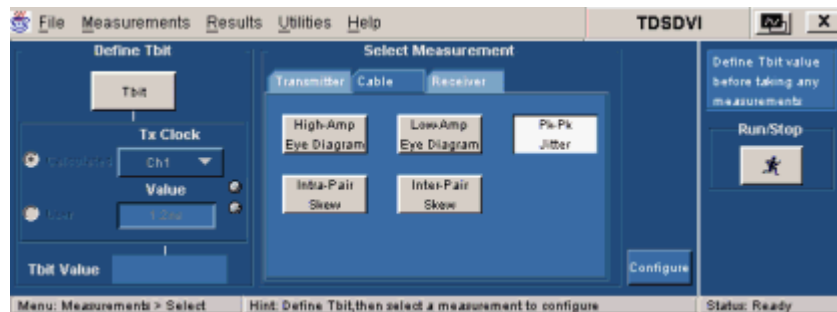 File Measurements Results Utilities Help TDSDVI X
Define Tbit
Tbit
Tx Clock
Calculated Ch1
Value
User
Tbit Value
Select Measurement
Transmitter Cable Receiver
High-Amp
Eye Diagram
Low-Amp
Eye Diagram
Pk-Pk
Jitter
Intra-Pair
Skew
Inter-Pair
Skew
Configure
Define Tbit value
before taking any
measurements
Run/Stop
Menu: Measurements > Select Hint: Define Tbit,then select a measurement to configure Status: Ready